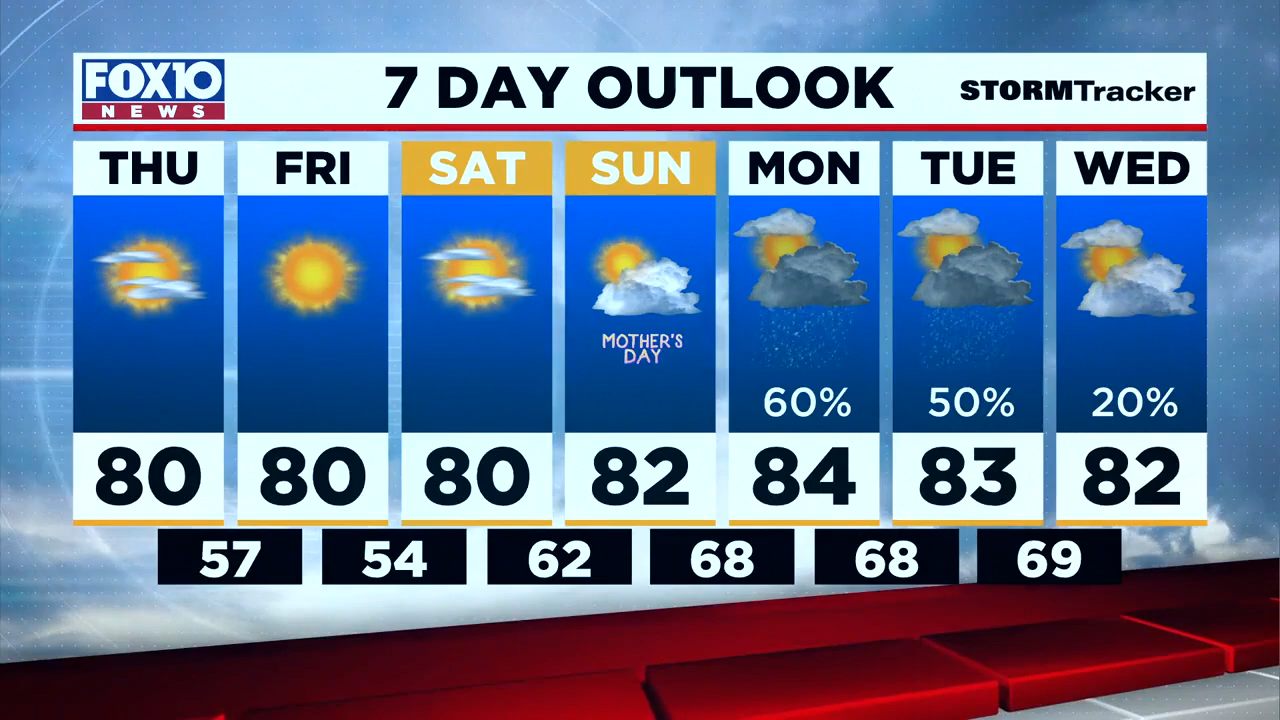 FOX10
NEWS
7 DAY OUTLOOK
STORMTracker
THU FRI SAT SUN MON TUE WED
MOTHER'S
DAY
60% 50% 20%
80 80 80 82 84 83 82
57 54 62 68 68 69